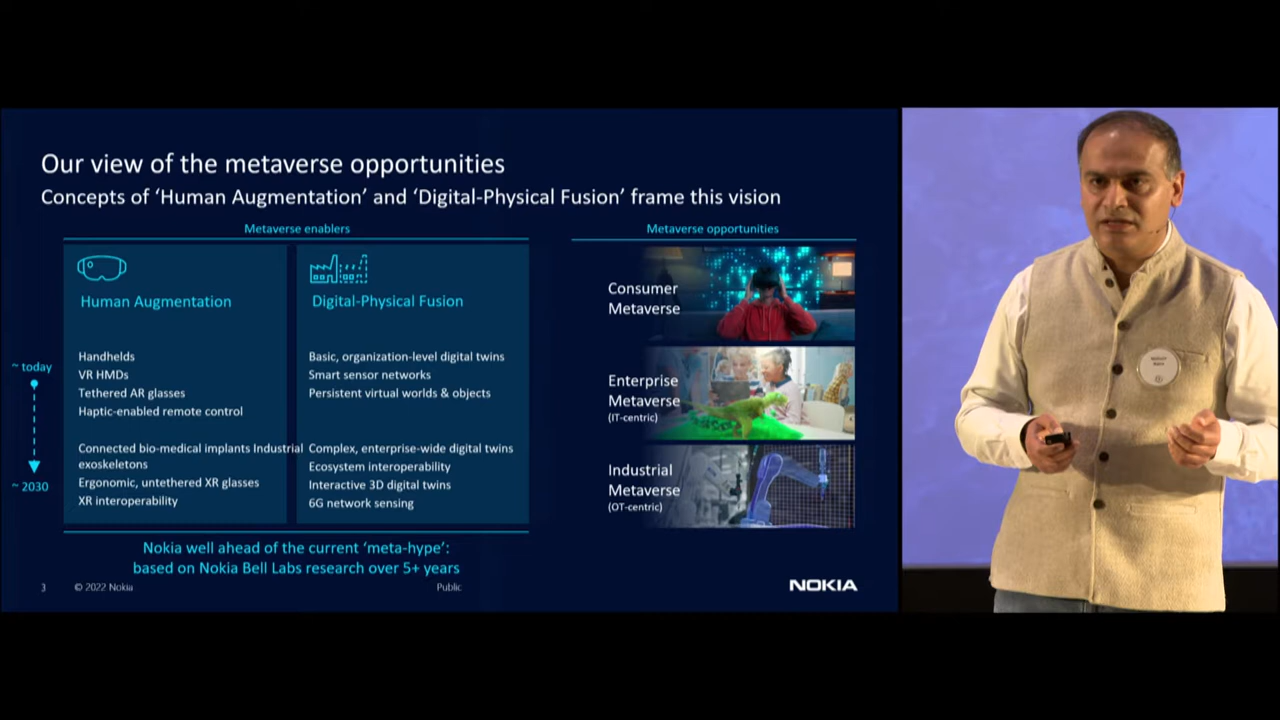 Our view of the metaverse opportunities
Concepts of ‘Human Augmentation’ and ‘Digital-Physical Fusion’ frame this vision
Metaverse enablers
Human Augmentation
Digital-Physical Fusion
~ today
~ 2030
Handhelds
VR HMDs
Tethered AR glasses
Haptic-enabled remote control
Connected bio-medical implants Industrial
exoskeletons
Ergonomic, untethered XR glasses
XR interoperability
Basic, organization-level digital twins
Smart sensor networks
Persistent virtual worlds & objects
Complex, enterprise-wide digital twins
Ecosystem interoperability
Interactive 3D digital twins
6G network sensing
Metaverse opportunities
Consumer
Metaverse
Enterprise
Metaverse
(IT-centric)
Industrial
Metaverse
(OT-centric)
Nokia well ahead of the current ‘meta-hype’:
based on Nokia Bell Labs research over 5+ years
3
© 2022 Nokia
Public
NOKIA